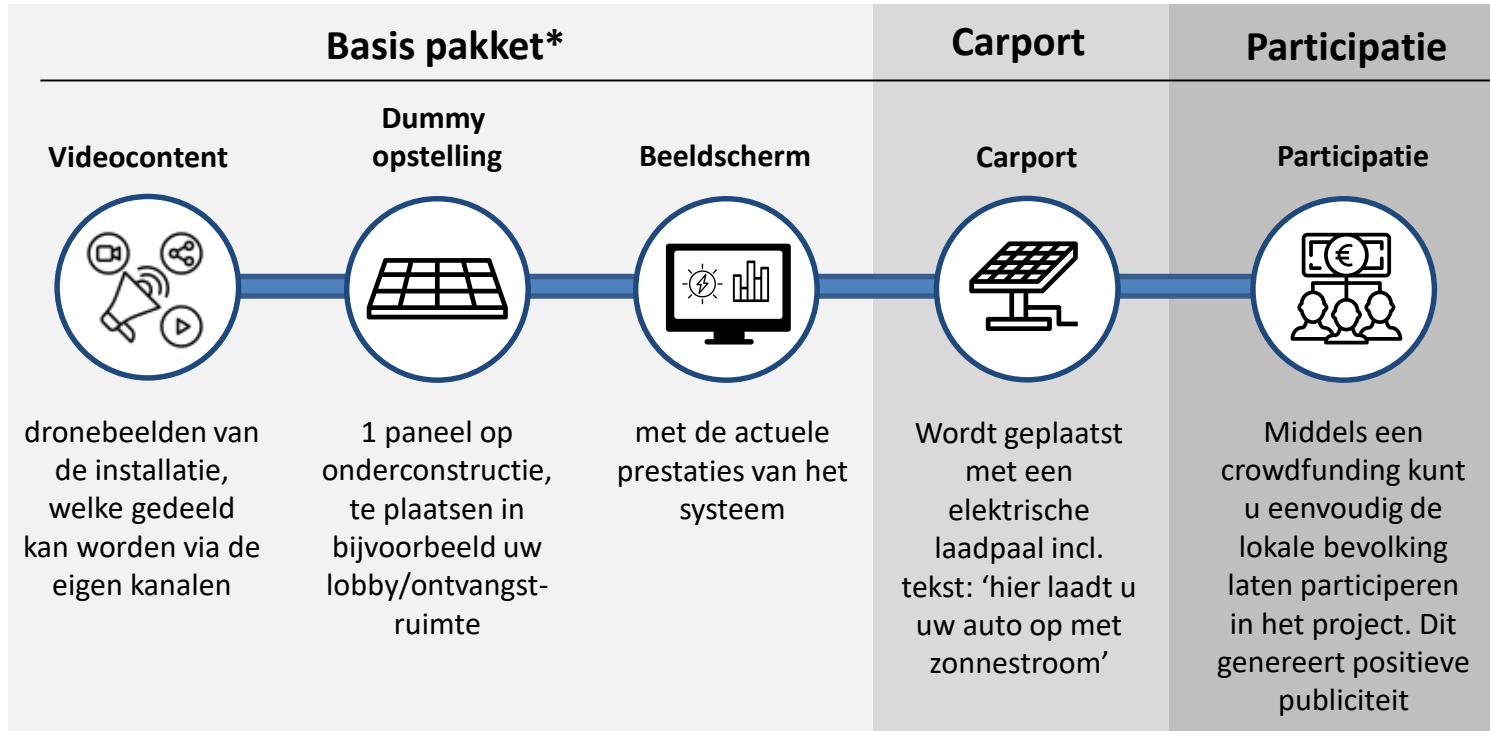 Basis pakket*
Carport
Participatie
Videocontent
dronebeelden van
de installatie,
welke gedeeld
kan worden via de
eigen kanalen
Dummy
opstelling
1 paneel op
onderconstructie,
te plaatsen in
bijvoorbeeld uw
lobby/ontvangst-
ruimte
Beeldscherm
met de actuele
prestaties van het
systeem
Carport
Wordt geplaatst
met een
elektrische
laadpaal incl.
tekst: ‘hier laadt u
uw auto op met
zonnestroom’
Participatie
€
Middels een
crowdfunding kunt
u eenvoudig de
lokale bevolking
laten participeren
in het project. Dit
genereert positieve
publiciteit